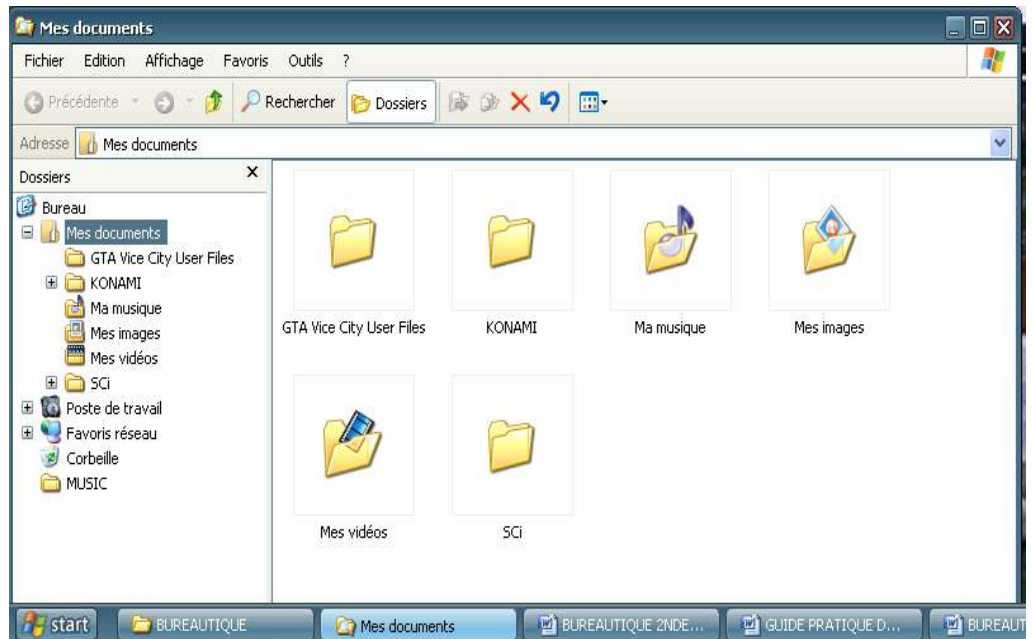 Mes documents
Fichier Edition Affichage Favoris Outils ?
Précédente Rechercher Dossiers
Adresse Mes documents
Dossiers X
Bureau
Mes documents
GTA Vice City User Files
KONAMI
Ma musique
Mes images
Mes vidéos
SCi
Poste de travail
Favoris réseau
Corbeille
MUSIC
GTA Vice City User Files KONAMI Ma musique Mes images
Mes vidéos SCi
start BUREAUTIQUE Mes documents BUREAUTIQUE 2NDE... GUIDE PRATIQUE D... BUREAUT